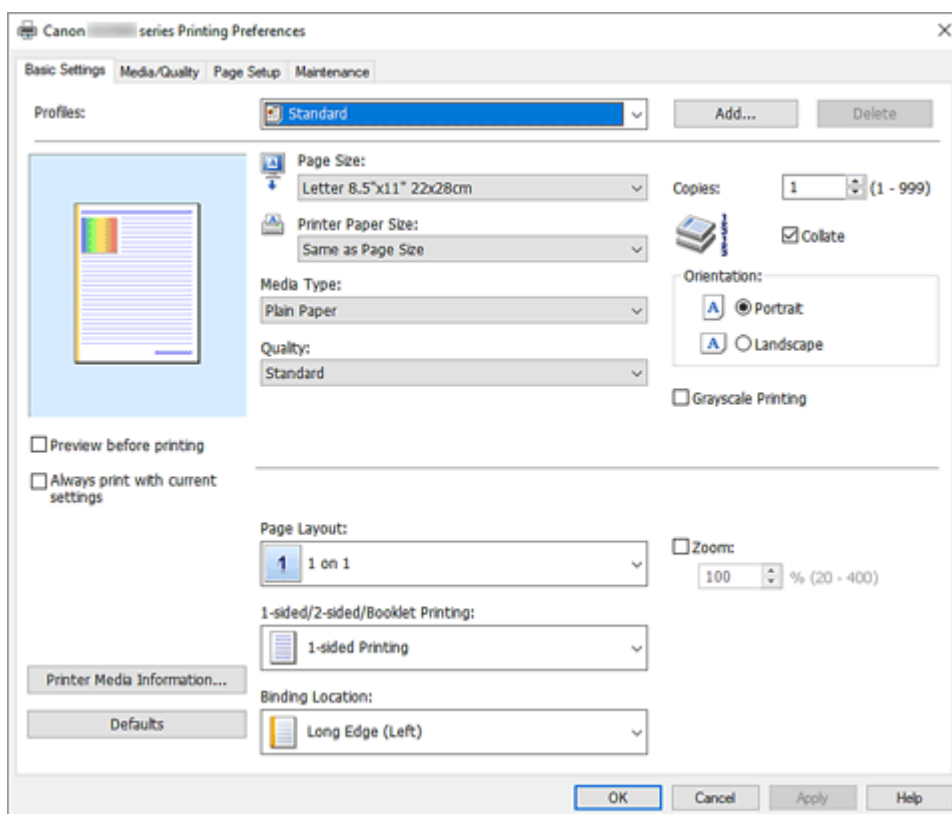 Canon series Printing Preferences
Basic Settings Media/Quality Page Setup Maintenance
Profiles: Standard Add... Delete
Page Size:
Letter 8.5"x11" 22x28cm
Copies: 1 (1 - 999)
Printer Paper Size:
Same as Page Size
Collate
Media Type:
Plain Paper
Orientation:
A Portrait
A Landscape
Quality:
Standard
Grayscale Printing
Preview before printing
Always print with current
settings
Page Layout:
1 1 on 1
Zoom:
100 % (20 - 400)
1-sided/2-sided/Booklet Printing:
1-sided Printing
Printer Media Information...
Binding Location:
Defaults
Long Edge (Left)
OK Cancel Apply Help